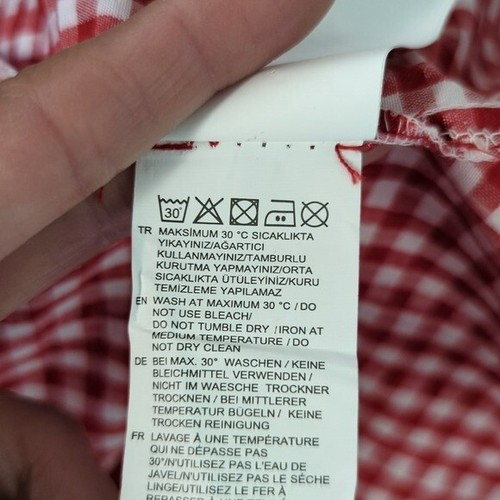 30°
TR MAKSİMUM 30 °C SICAKLIKTA
YIKAYINIZ/AĞARTICI
KULLANMAYINIZ/TAMBURLU
KURUTMA YAPMAYINIZ/ORTA
SICAKLIKTA ÜTÜLEYİNİZ/KURU
TEMİZLEME YAPILAMAZ
EN WASH AT MAXIMUM 30 °C /DO
NOT USE BLEACH/
DO NOT TUMBLE DRY /IRON AT
MEDIUM TEMPERATURE / DO
NOT DRY CLEAN
DE BEI MAX. 30° WASCHEN / KEINE
BLEICHMITTEL VERWENDEN /
NICHT IM WAESCHE TROCKNER
TROCKNEN / BEI MITTLERER
TEMPERATUR BÜGELN / KEINE
TROCKEN REINIGUNG
FR LAVAGE À UNE TEMPÉRATURE
QUI NE DÉPASSE PAS
30°/N'UTILISEZ PAS L'EAU DE
JAVEL/N'UTILISEZ PAS LE SÉCHE
LINGE/UTILISEZ LE FER À